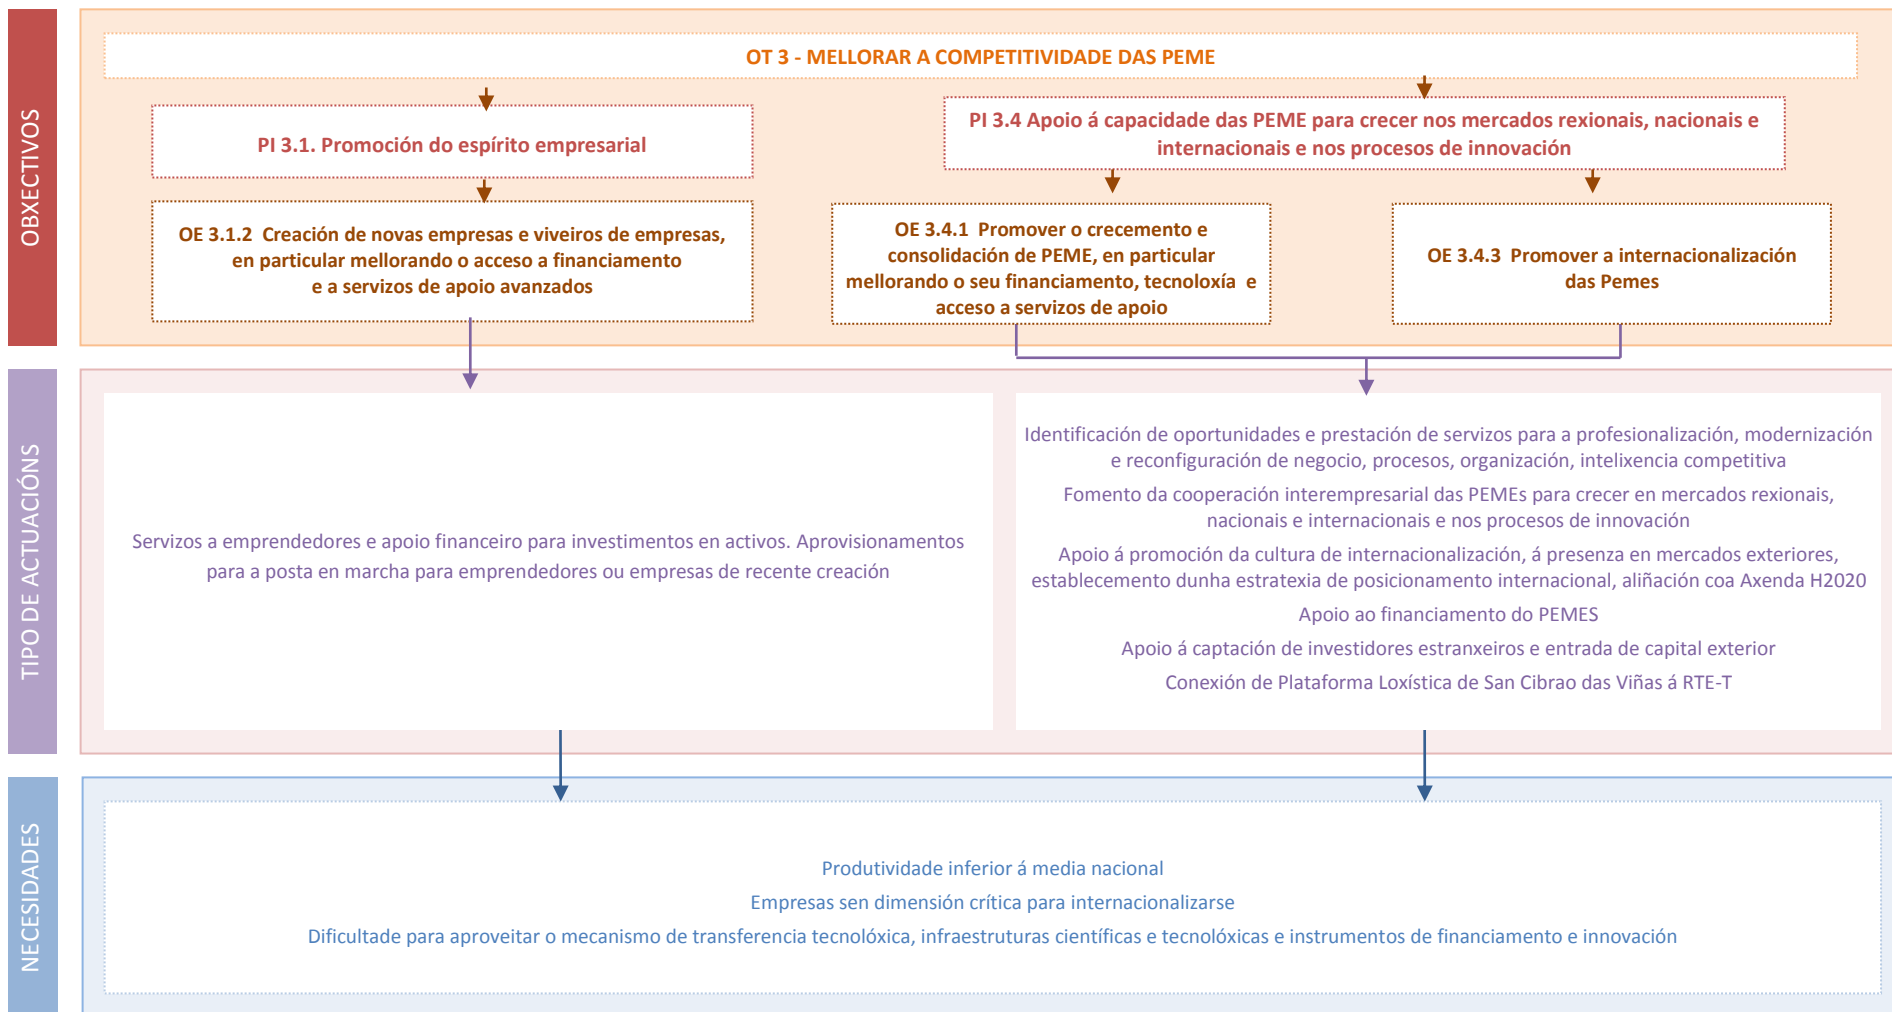 OBXECTIVOS
OT 3 - MELLORAR A COMPETITIVIDADE DAS PEME
PI 3.1. Promoción do espírito empresarial
PI 3.4 Apoio á capacidade das PEME para crecer nos mercados rexionais, nacionais e
internacionais e nos procesos de innovación
OE 3.1.2 Creación de novas empresas e viveiros de empresas,
en particular mellorando o acceso a financiamento
e a servizos de apoio avanzados
OE 3.4.1 Promover o crecemento e
consolidación de PEME, en particular
mellorando o seu financiamento, tecnoloxía e
acceso a servizos de apoio
OE 3.4.3 Promover a internacionalización
das Pemes
TIPO DE ACTUACIÓNS
Servizos a emprendedores e apoio financeiro para investimentos en activos. Aprovisionamentos
para a posta en marcha para emprendedores ou empresas de recente creación
Identificación de oportunidades e prestación de servizos para a profesionalización, modernización
e reconfiguración de negocio, procesos, organización, intelixencia competitiva
Fomento da cooperación interempresarial das PEMEs para crecer en mercados rexionais,
nacionais e internacionais e nos procesos de innovación
Apoio á promoción da cultura de internacionalización, á presenza en mercados exteriores,
establecemento dunha estratexia de posicionamento internacional, aliñación coa Axenda H2020
Apoio ao financiamento do PEMES
Apoio á captación de investidores estranxeiros e entrada de capital exterior
Conexión de Plataforma Loxística de San Cibrao das Viñas á RTE-T
NECESIDADES
Produtividade inferior á media nacional
Empresas sen dimensión crítica para internacionalizarse
Dificultade para aproveitar o mecanismo de transferencia tecnolóxica, infraestruturas científicas e tecnolóxicas e instrumentos de financiamento e innovación